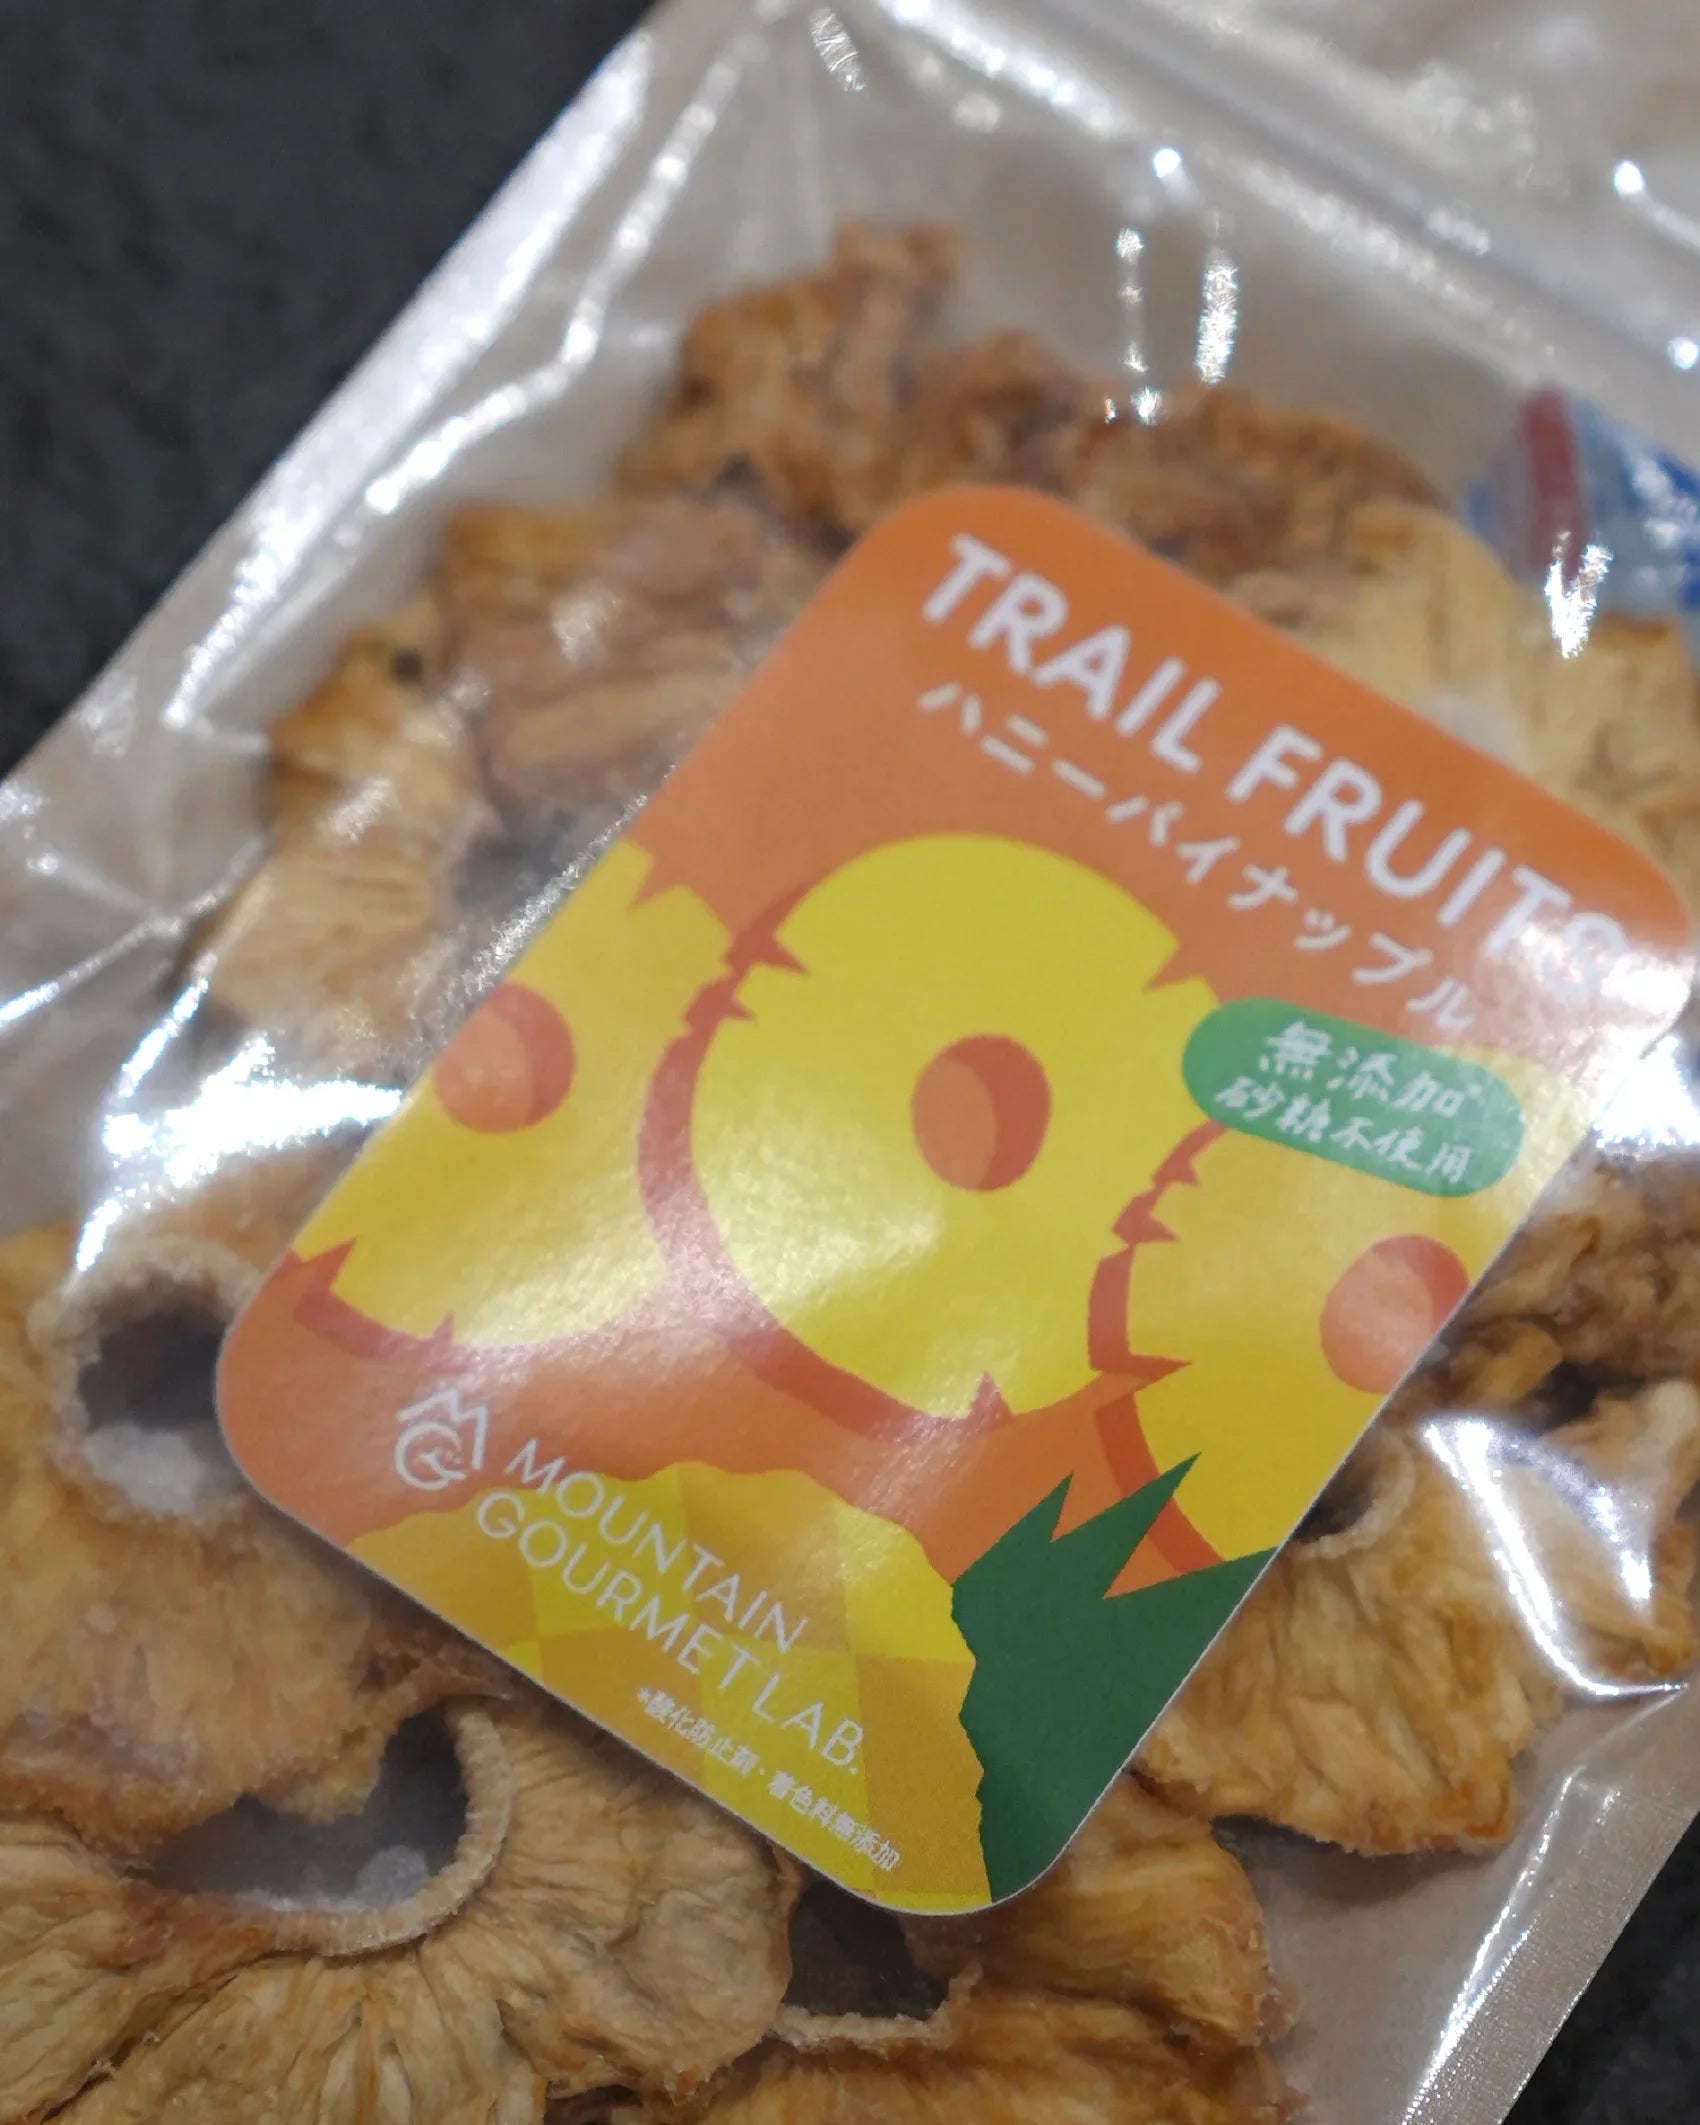 TRAIL FRUITS
ハニーパイナップル
無添加*
砂糖不使用
MOUNTAIN
GOURMET LAB.
*酸化防止剤・着色料無添加